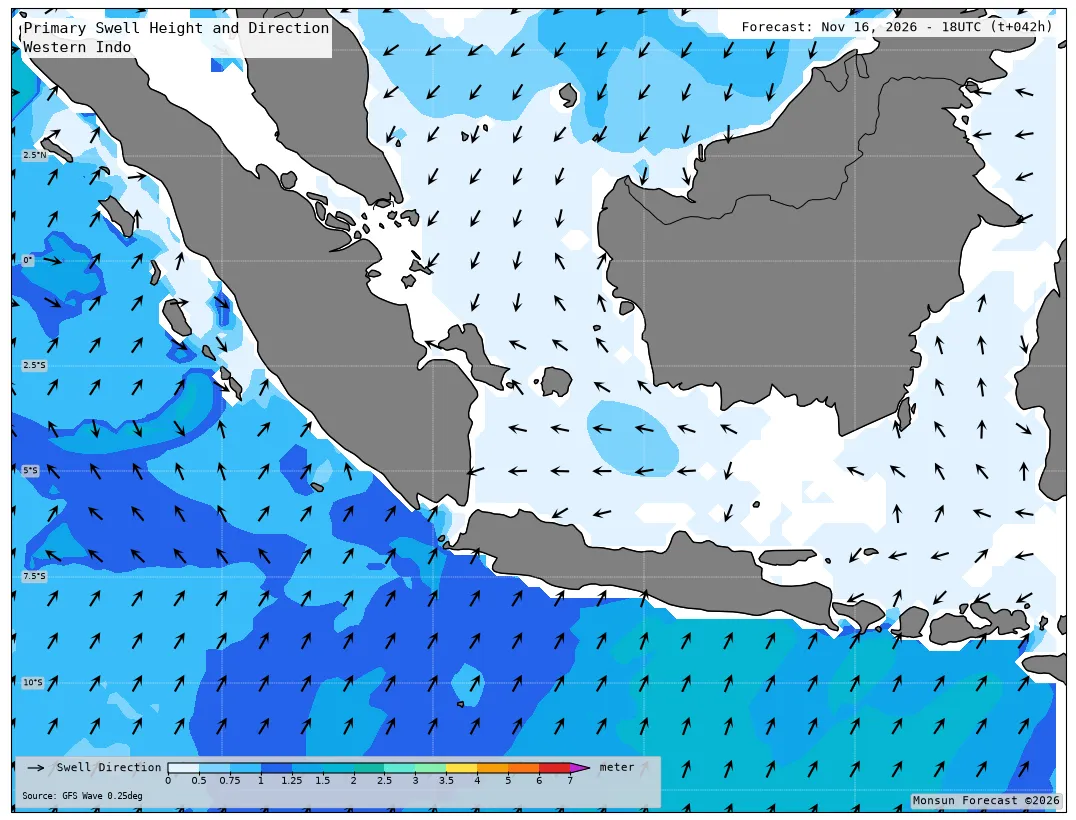 Primary Swell Height and Direction
Western Indo
Forecast: Nov 16, 2026 - 18UTC (t+042h)
2.5°N
0°
2.5°S
5°S
7.5°S
10°S
Swell Direction
meter
0 0.5 0.75 1 1.25 1.5 2 2.5 3 3.5 4 5 6 7
Source: GFS Wave 0.25deg
Monsun Forecast ©2026